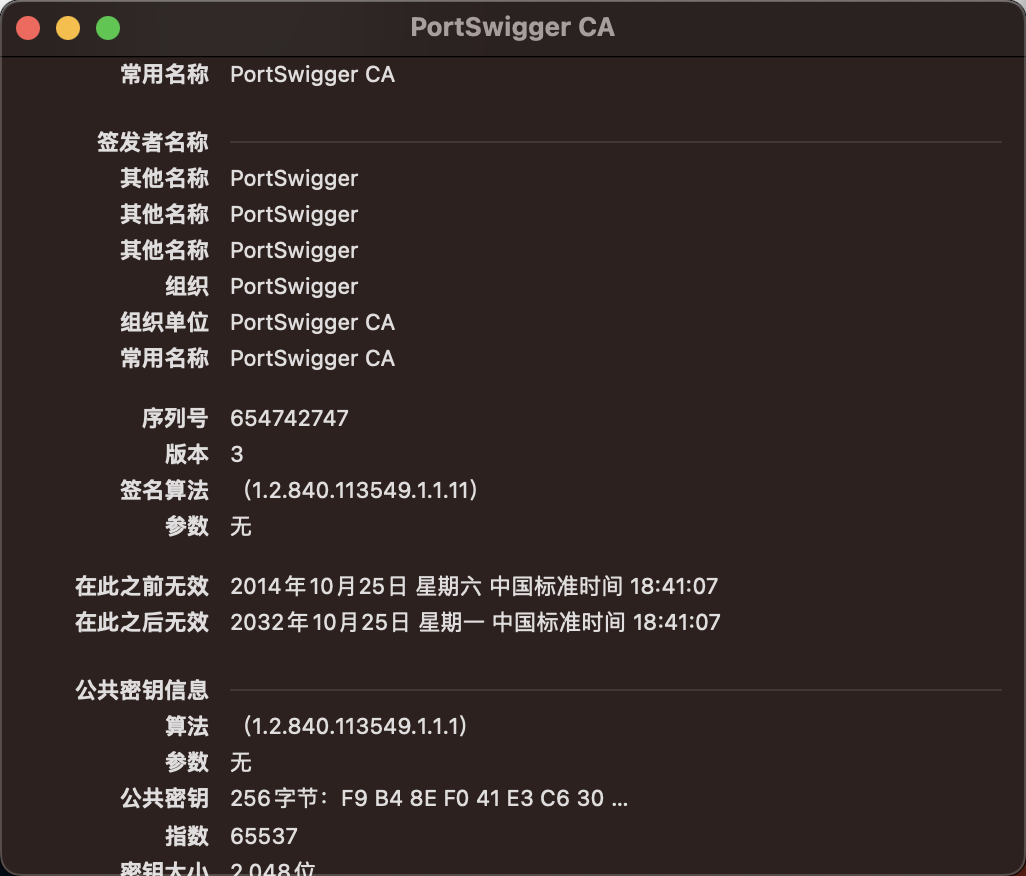 PortSwigger CA
常用名称 PortSwigger CA
签发者名称
其他名称 PortSwigger
其他名称 PortSwigger
其他名称 PortSwigger
组织 PortSwigger
组织单位 PortSwigger CA
常用名称 PortSwigger CA
序列号 654742747
版本 3
签名算法 （1.2.840.113549.1.1.11）
参数 无
在此之前无效 2014年10月25日 星期六 中国标准时间 18:41:07
在此之后无效 2032年10月25日 星期一 中国标准时间 18:41:07
公共密钥信息
算法 （1.2.840.113549.1.1.1）
参数 无
公共密钥 256字节：F9 B4 8E F0 41 E3 C6 30 ...
指数 65537
密钥大小 2,048位